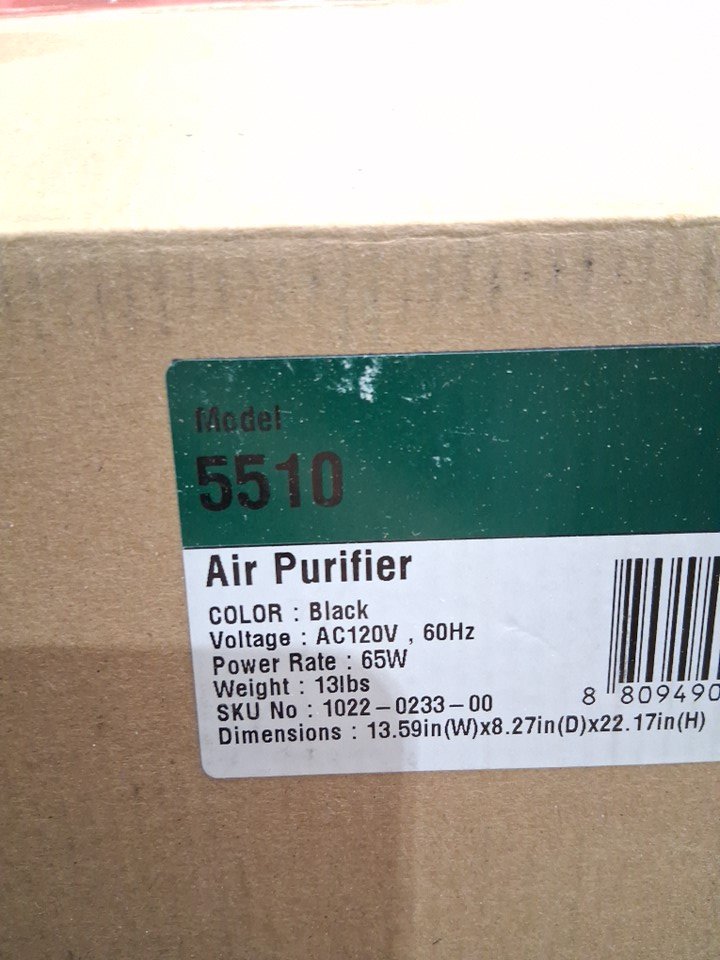 Model
5510
Air Purifier
COLOR : Black
Voltage : AC120V , 60Hz
Power Rate : 65W
Weight : 13lbs
SKU No : 1022-0233-00
Dimensions : 13.59in(W)x8.27in(D)x22.17in(H)
8 809490